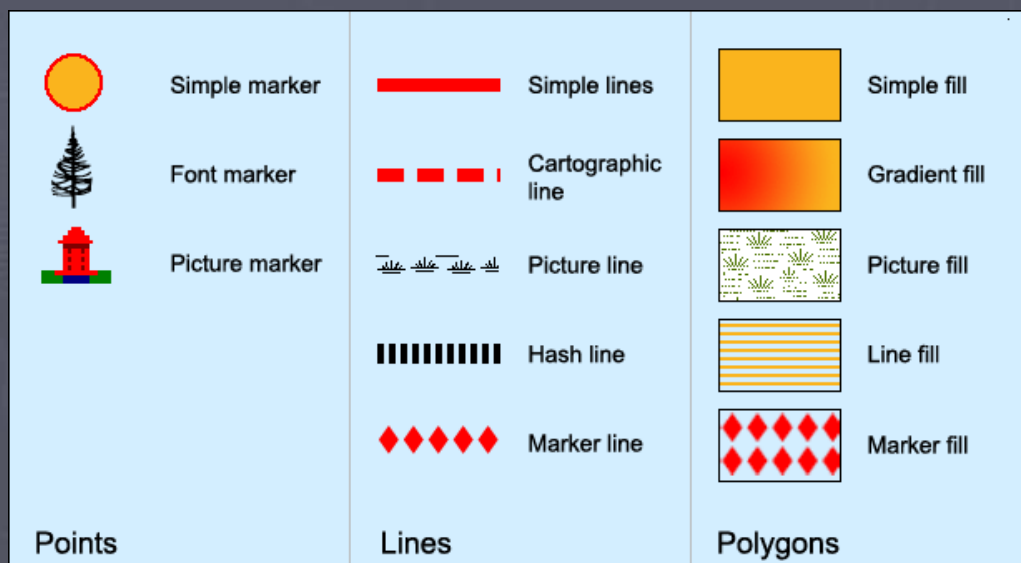 Simple marker
Font marker
Picture marker
Points
Simple lines
Cartographic
line
Picture line
Hash line
Marker line
Lines
Simple fill
Gradient fill
Picture fill
Line fill
Marker fill
Polygons